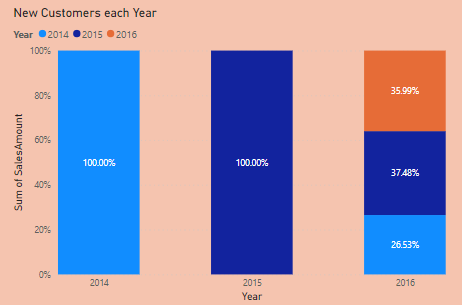 New Customers each Year
Year 2014 2015 2016
100%
80%
60%
40%
20%
0%
Sum of SalesAmount
100.00%
100.00%
35.99%
37.48%
26.53%
2014 2015 2016
Year